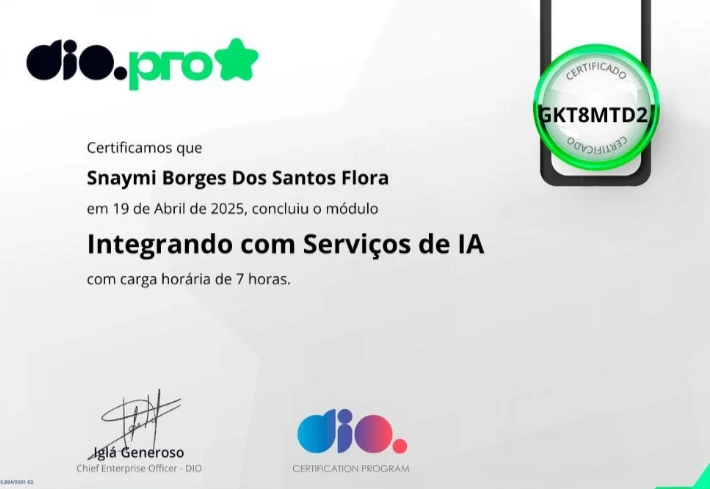 dio.pro
CERTIFICADO
GKT8MTD2
CERTIFICADO
Certificamos que
Snaymi Borges Dos Santos Flora
em 19 de Abril de 2025, concluiu o módulo
Integrando com Serviços de IA
com carga horária de 7 horas.
Iglá Generoso
Chief Enterprise Officer - DIO
dio.
CERTIFICATION PROGRAM